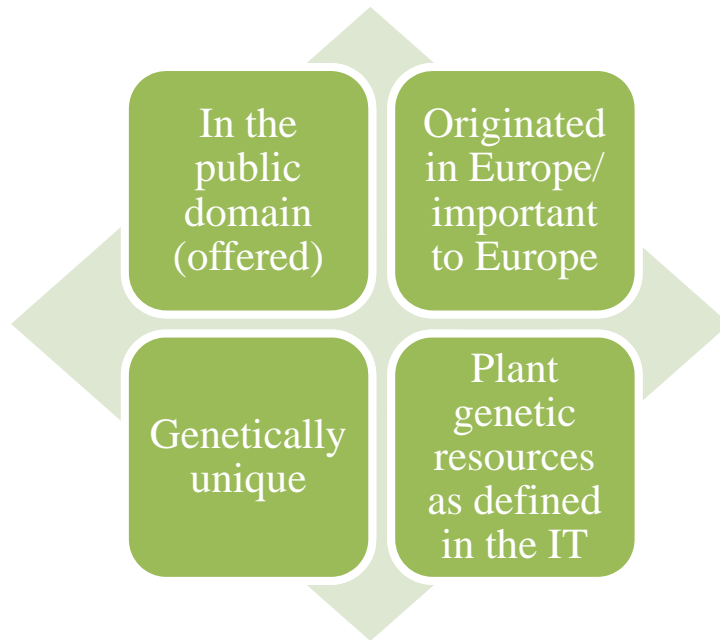 In the
public
domain
(offered)
Originated
in Europe/
important
to Europe
Genetically
unique
Plant
genetic
resources
as defined
in the IT